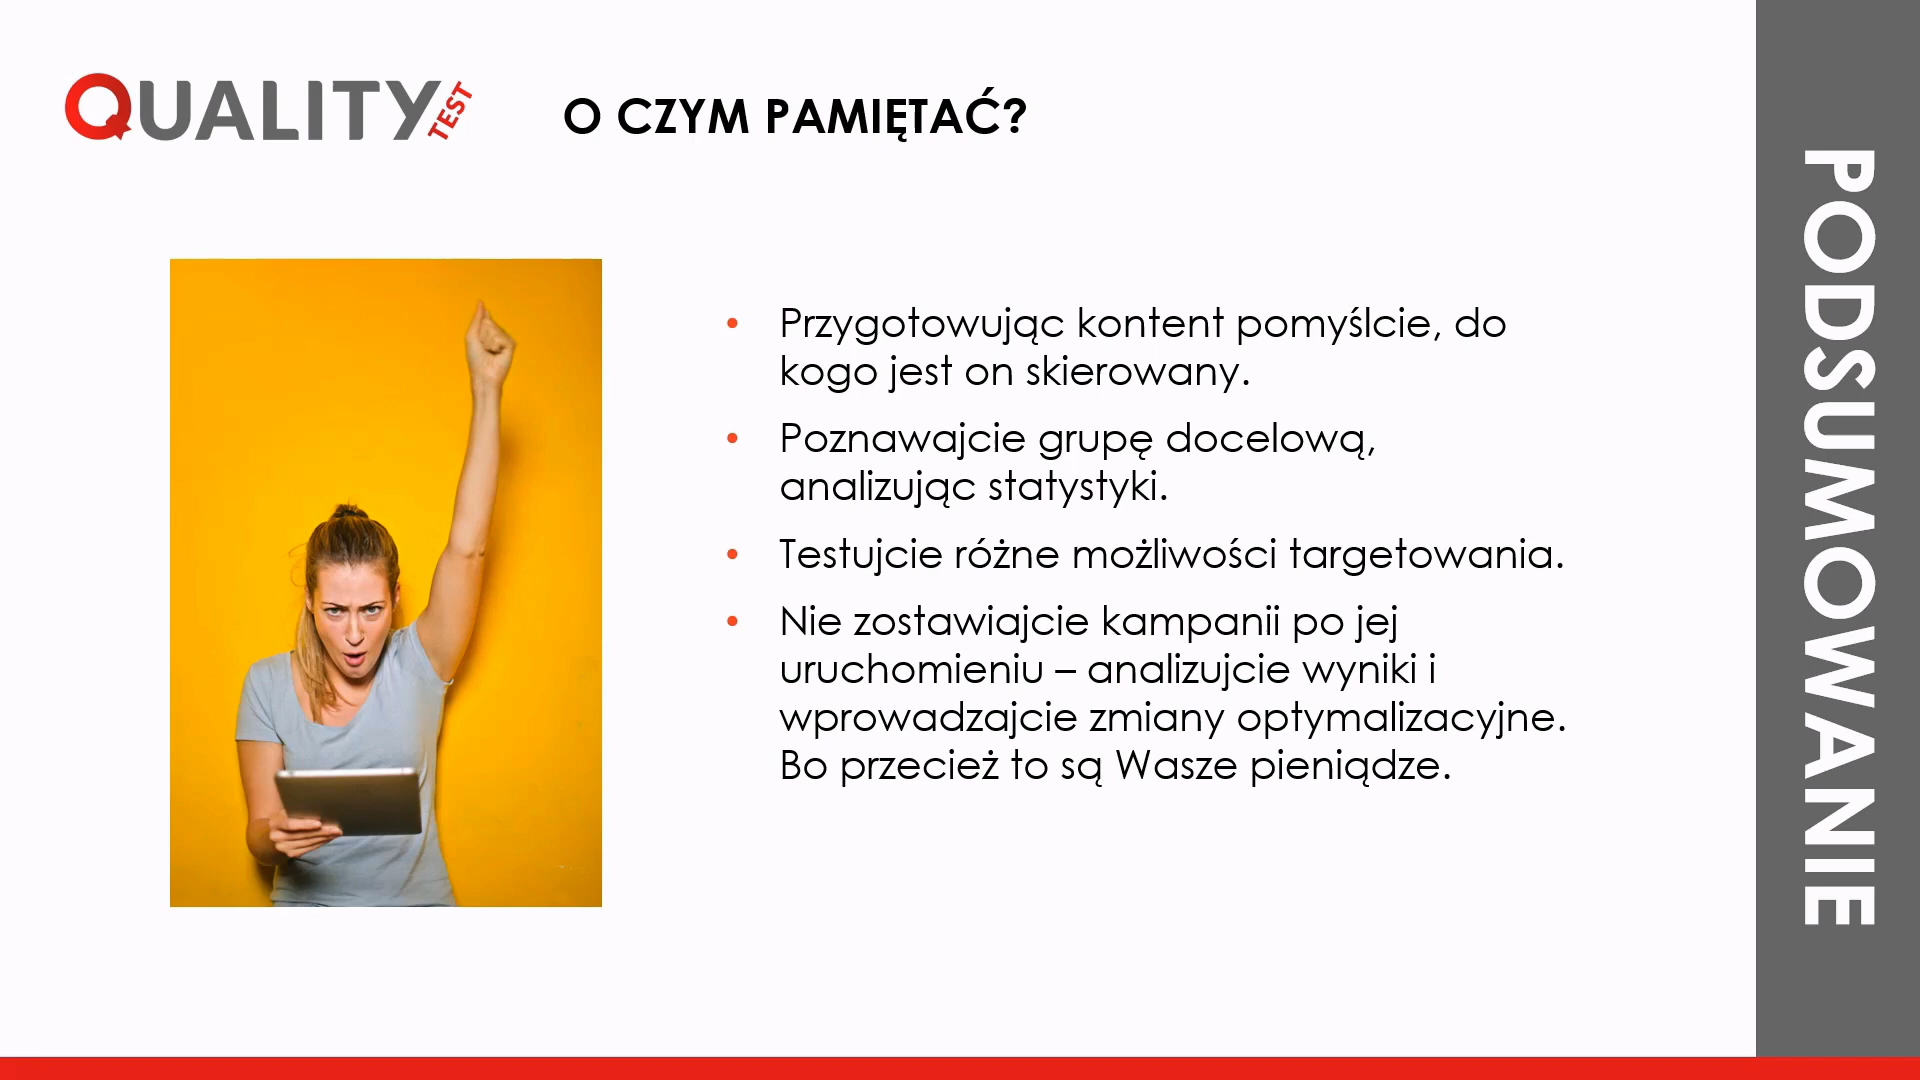 QUALITY TEST
O CZYM PAMIĘTAĆ?
• Przygotowując kontent pomyślcie, do
kogo jest on skierowany.
• Poznawajcie grupę docelową,
analizując statystyki.
• Testujcie różne możliwości targetowania.
• Nie zostawiajcie kampanii po jej
uruchomieniu – analizujcie wyniki i
wprowadzajcie zmiany optymalizacyjne.
Bo przecież to są Wasze pieniądze.
PODSUMOWANIE